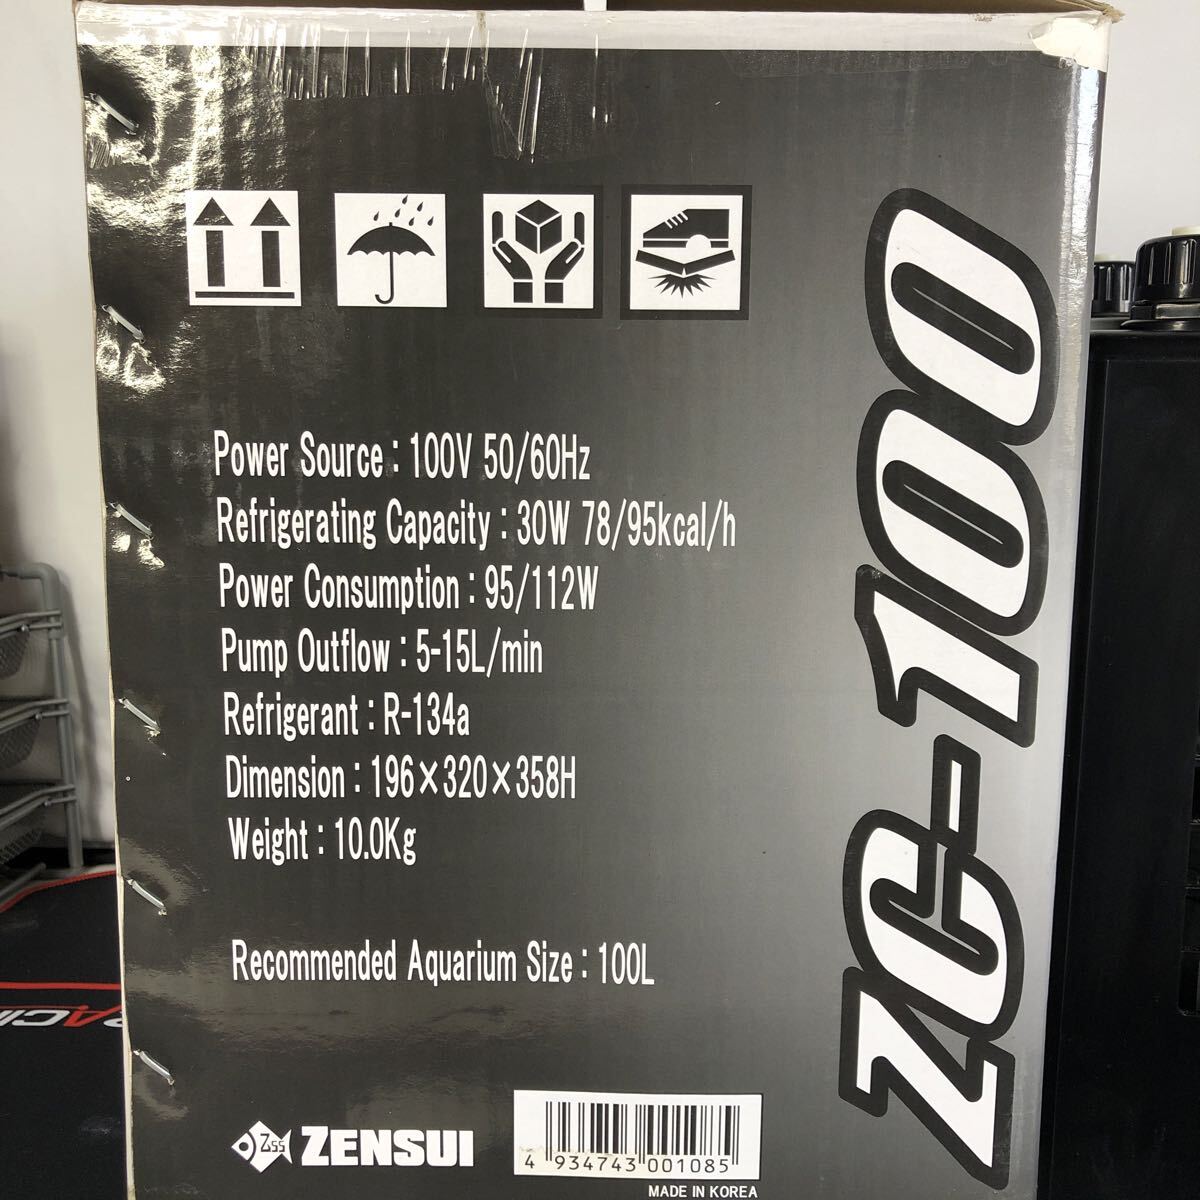 Power Source : 100V 50/60Hz
Refrigerating Capacity : 30W 78/95kcal/h
Power Consumption : 95/112W
Pump Outflow : 5-15L/min
Refrigerant : R-134a
Dimension : 196×320×358H
Weight : 10.0Kg
Recommended Aquarium Size : 100L
ZC-100
Zss ZENSUI
4 934743 001085
MADE IN KOREA